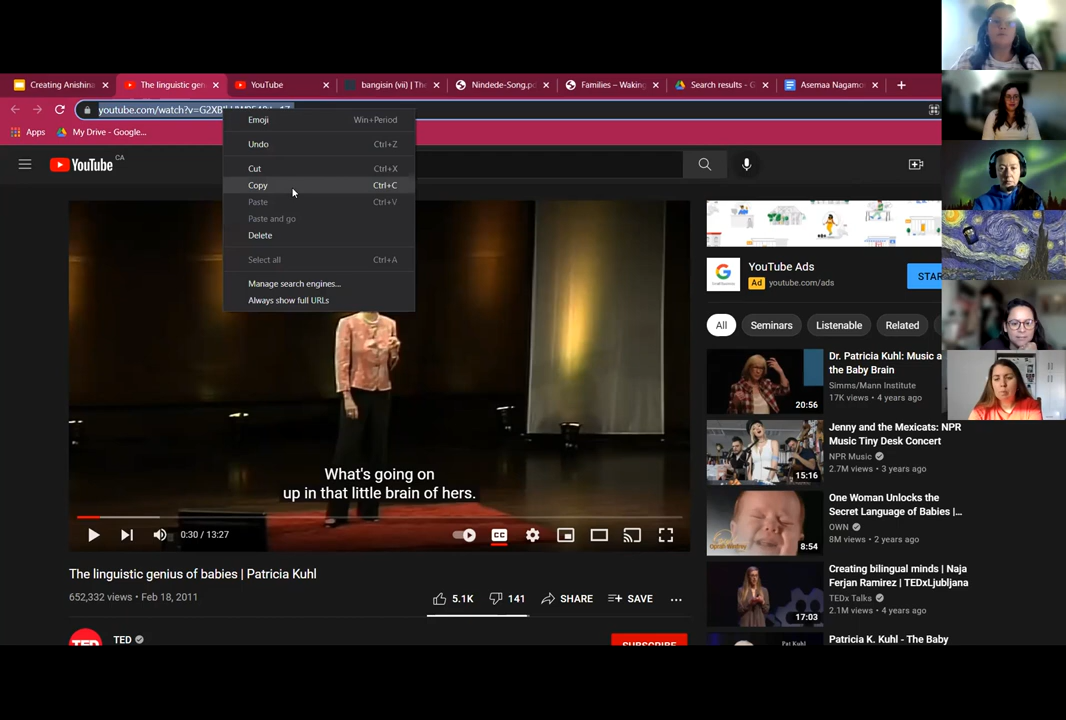 Creating Anishina
The linguistic gen
YouTube
bangisin (vii) | The
Nindede-Song.p
Families – Waking
Search results - G
Asemaa Nagamo
youtube.com/watch?v=G2XB
Apps
My Drive - Google...
Emoji Win+Period
Undo Ctrl+Z
Cut Ctrl+X
Copy Ctrl+C
Paste Ctrl+V
Paste and go
Delete
Select all Ctrl+A
Manage search engines...
Always show full URLs
YouTube CA
What's going on
up in that little brain of hers.
0:30 / 13:27
CC
The linguistic genius of babies | Patricia Kuhl
652,332 views • Feb 18, 2011
5.1K 141 SHARE SAVE
TED
SUBSCRIBE
YouTube Ads
Ad youtube.com/ads
STAR
All Seminars Listenable Related
Dr. Patricia Kuhl: Music a
the Baby Brain
Simms/Mann Institute
17K views • 4 years ago
20:56
Jenny and the Mexicats: NPR
Music Tiny Desk Concert
NPR Music
2.7M views • 3 years ago
15:16
One Woman Unlocks the
Secret Language of Babies |...
OWN
8M views • 2 years ago
8:54
Creating bilingual minds | Naja
Ferjan Ramirez | TEDxLjubljana
TEDx Talks
2.1M views • 4 years ago
17:03
Patricia K. Kuhl - The Baby
Pat Kuhl